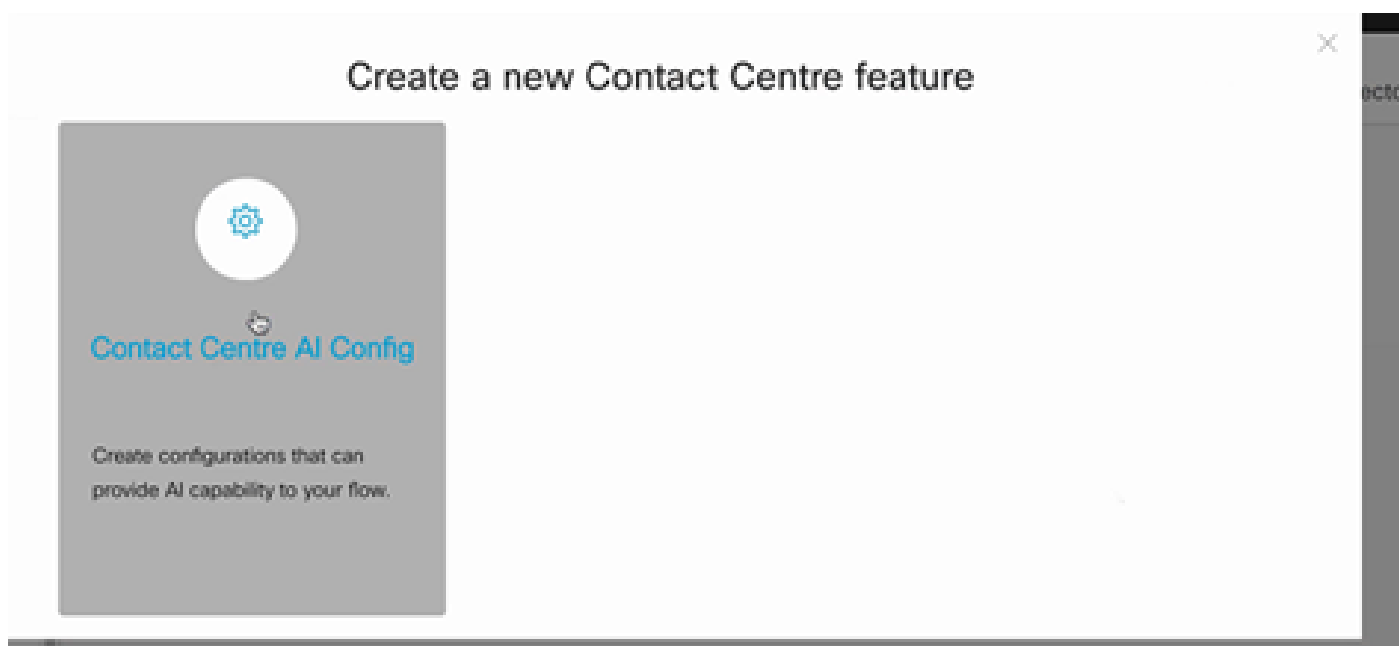 Create a new Contact Centre feature
Contact Centre AI Config
Create configurations that can
provide AI capability to your flow.